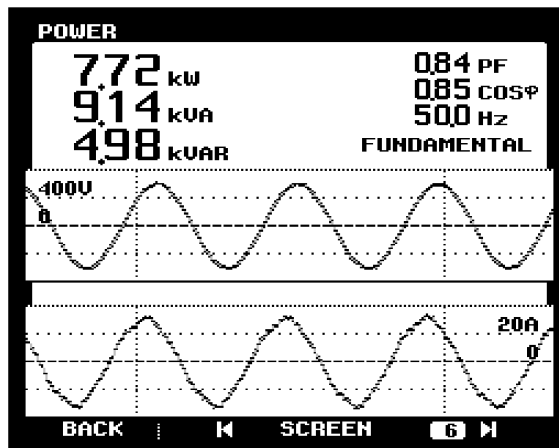 POWER
7.72 kW
0.84 PF
9.14 kVA
0.85 COSφ
4.98 kVAR
50.0 Hz
FUNDAMENTAL
400V
0
20A
0
BACK SCREEN 6